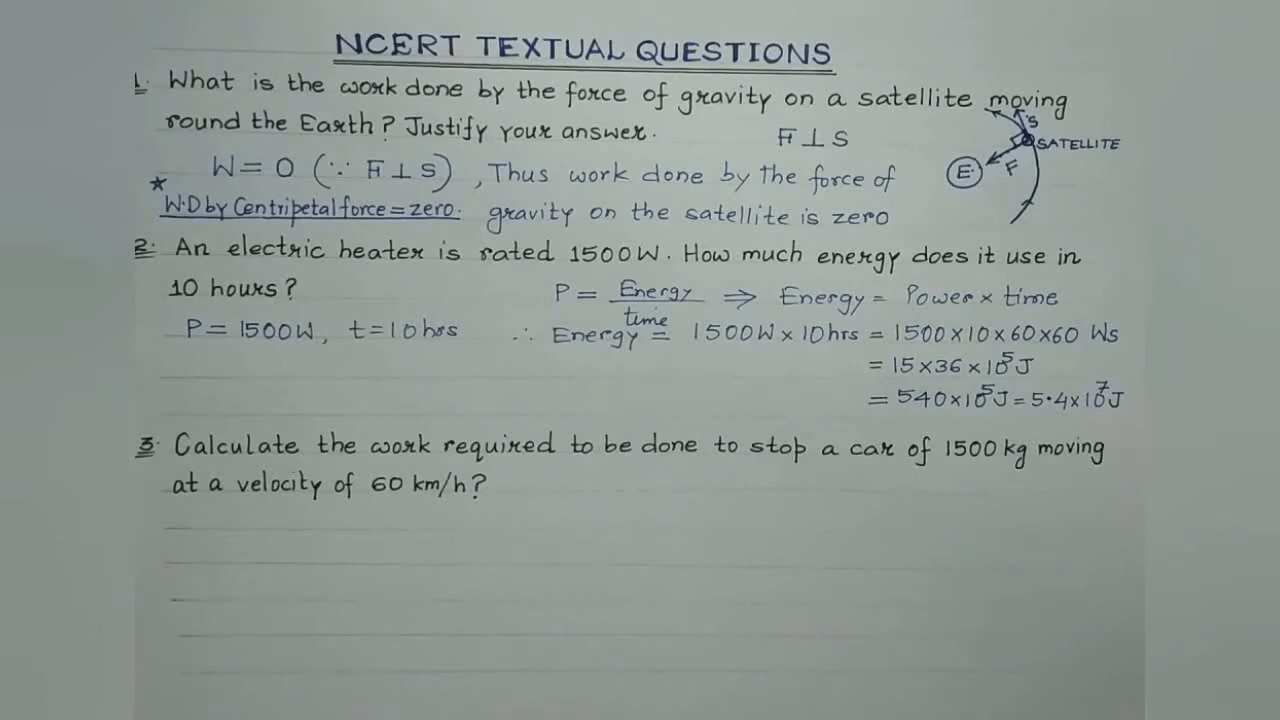 NCERT TEXTUAL QUESTIONS
1. What is the work done by the force of gravity on a satellite moving
round the Earth? Justify your answer.
F ⊥ S
S
SATELLITE
E
F
W = 0 (∵ F ⊥ S), Thus work done by the force of
* W.D by Centripetal force = zero. gravity on the satellite is zero
2. An electric heater is rated 1500W. How much energy does it use in
10 hours?
P = Energy/time ⇒ Energy = Power × time
P = 1500W, t = 10 hrs ∴ Energy = 1500W × 10 hrs = 1500 × 10 × 60 × 60 Ws
= 15 × 36 × 10⁵ J
= 540 × 10⁵ J = 5.4 × 10⁷ J
3. Calculate the work required to be done to stop a car of 1500 kg moving
at a velocity of 60 km/h?